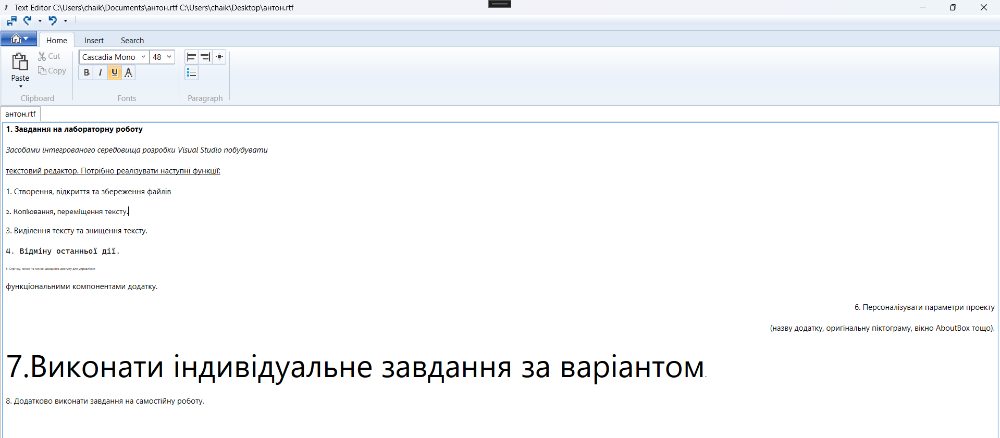 Text Editor C:\Users\chaik\Documents\антон.rtf C:\Users\chaik\Desktop\антон.rtf
Home Insert Search
Paste
Cut
Copy
Clipboard
Cascadia Mono 48
B I U A
Fonts
Paragraph
антон.rtf
1. Завдання на лабораторну роботу
Засобами інтегрованого середовища розробки Visual Studio побудувати
текстовий редактор. Потрібно реалізувати наступні функції:
1. Створення, відкриття та збереження файлів
2. Копіювання, переміщення тексту.
3. Виділення тексту та знищення тексту.
4. Відміну останньої дії.
5. Стрічку, меню та меню швидкого доступу для управління
функціональними компонентами додатку.
6. Персоналізувати параметри проекту
(назву додатку, оригінальну піктограму, вікно AboutBox тощо).
7.Виконати індивідуальне завдання за варіантом.
8. Додатково виконати завдання на самостійну роботу.